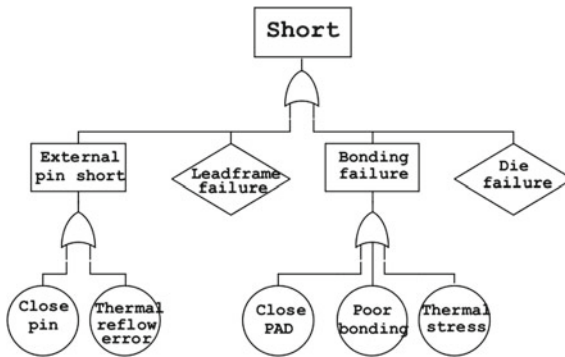 Short
External
pin short
Leadframe
failure
Bonding
failure
Die
failure
Close
pin
Thermal
reflow
error
Close
PAD
Poor
bonding
Thermal
stress